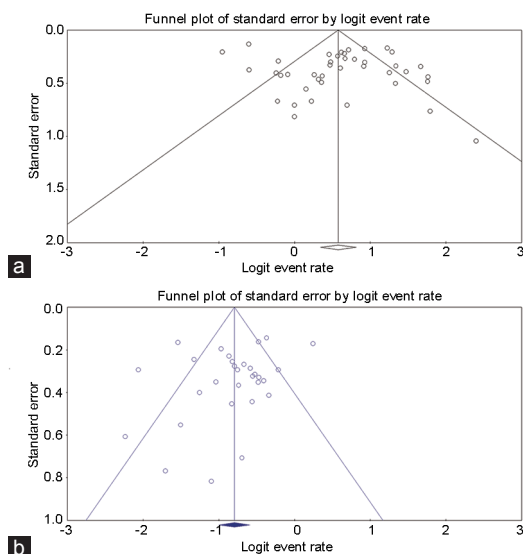 Funnel plot of standard error by logit event rate
0.0
0.5
1.0
1.5
2.0
Standard error
-3 -2 -1 0 1 2 3
Logit event rate
a
Funnel plot of standard error by logit event rate
0.0
0.2
0.4
0.6
0.8
1.0
Standard error
-3 -2 -1 0 1 2 3
Logit event rate
b